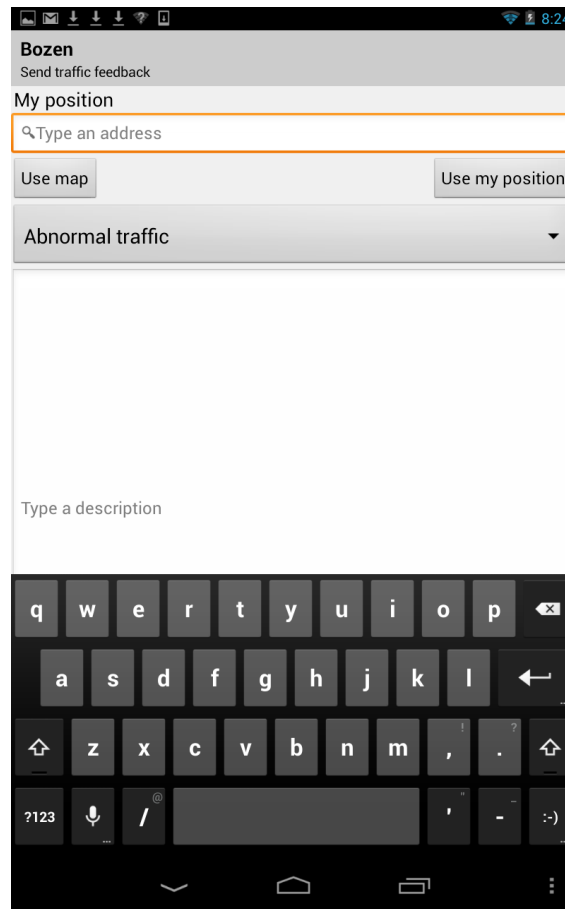 8:24
Bozen
Send traffic feedback
My position
Type an address
Use map
Use my position
Abnormal traffic
Type a description
q w e r t y u i o p
a s d f g h j k l
z x c v b n m , ! . ?
?123 / @ ' " - _ :-)